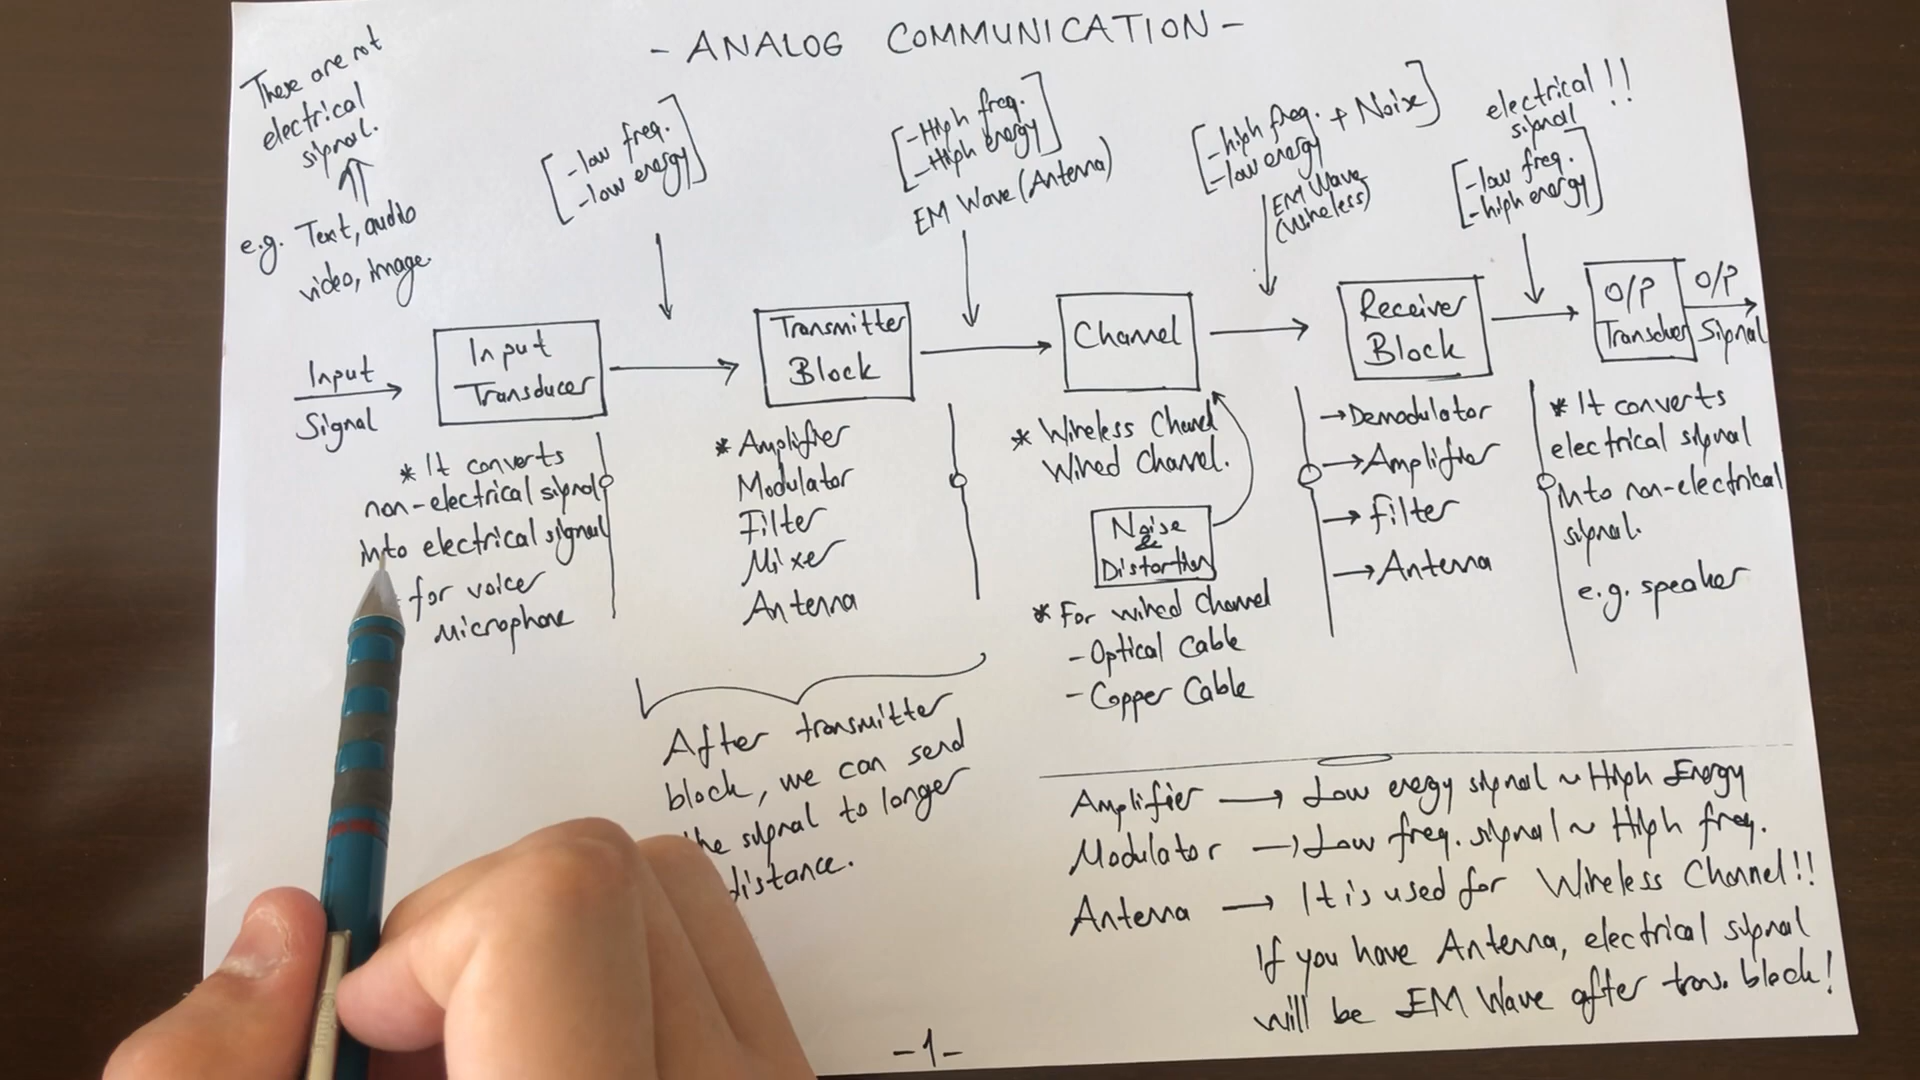 - ANALOG COMMUNICATION -
These are not
electrical
signal.
e.g. Text, audio
video, image.
[-low freq.
-low energy]
[-High freq.
-High energy]
EM Wave (Antenna)
[-high freq. + Noise]
-low energy
EM Wave
(Wireless)
electrical !!
signal
[-low freq.
-high energy]
Input
Signal
Input
Transducer
Transmitter
Block
Channel
Receiver
Block
O/P
Transducer
O/P
Signal
* It converts
non-electrical signal
into electrical signal
for voice
microphone
* Amplifier
Modulator
Filter
Mixer
Antenna
After transmitter
block, we can send
the signal to longer
distance.
* Wireless Channel
Wired Channel.
Noise
&
Distortion
* For wired channel
- Optical Cable
- Copper Cable
→ Demodulator
→ Amplifier
→ filter
→ Antenna
* It converts
electrical signal
into non-electrical
signal.
e.g. speaker
Amplifier → Low energy signal ~ High Energy
Modulator → Low freq. signal ~ High freq.
Antenna → It is used for Wireless Channel!!
If you have Antenna, electrical signal
will be EM Wave after tran. block!
-1-